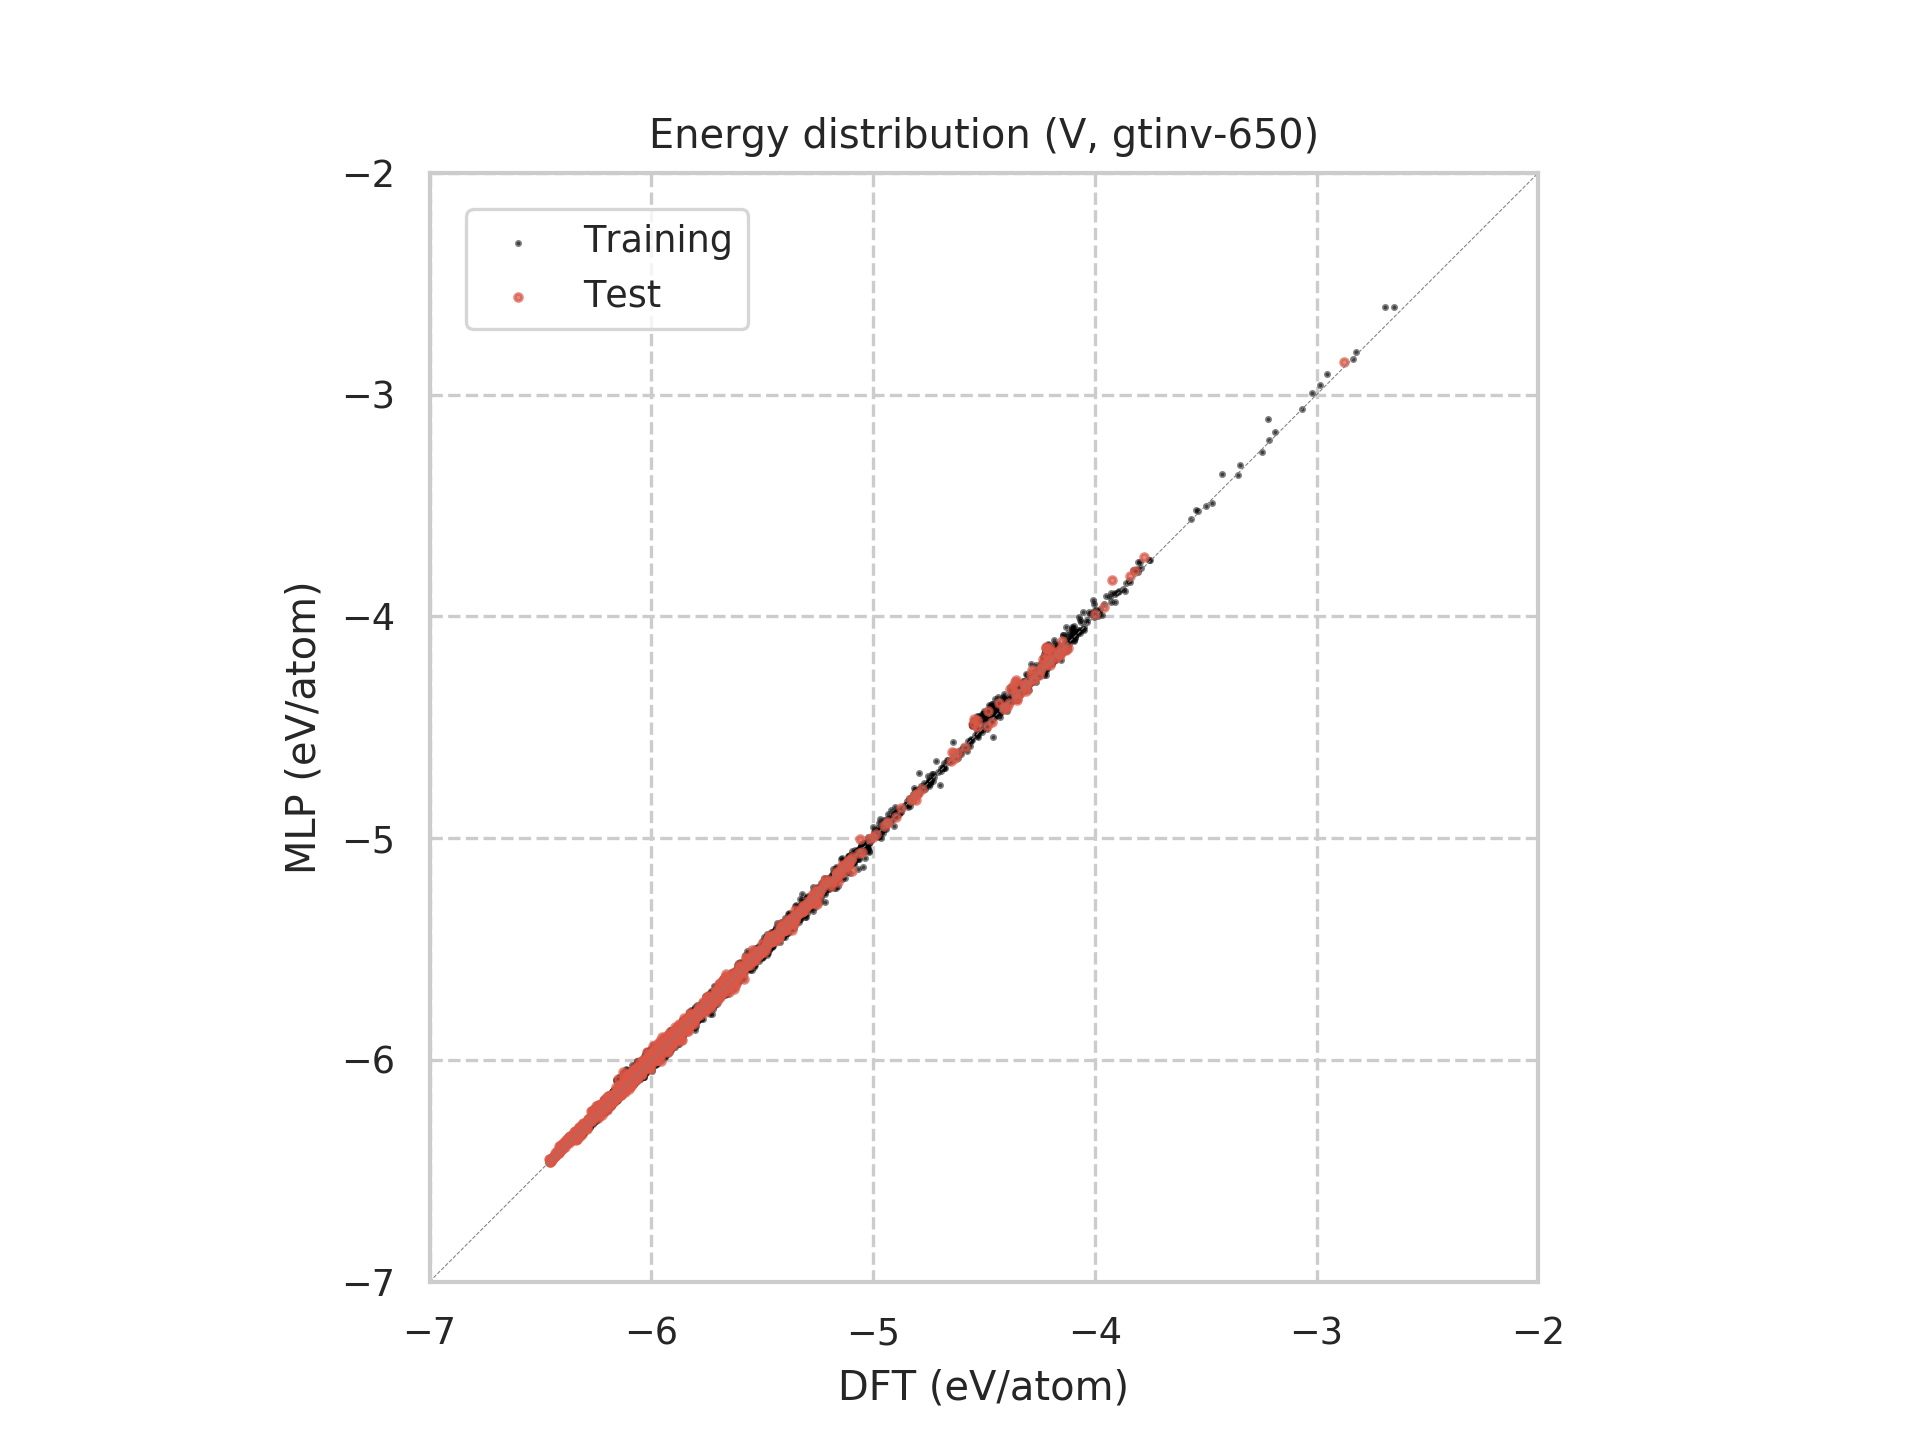 Energy distribution (V, gtinv-650)
Training
Test
−2
−3
−4
−5
−6
−7
MLP (eV/atom)
−7 −6 −5 −4 −3 −2
DFT (eV/atom)